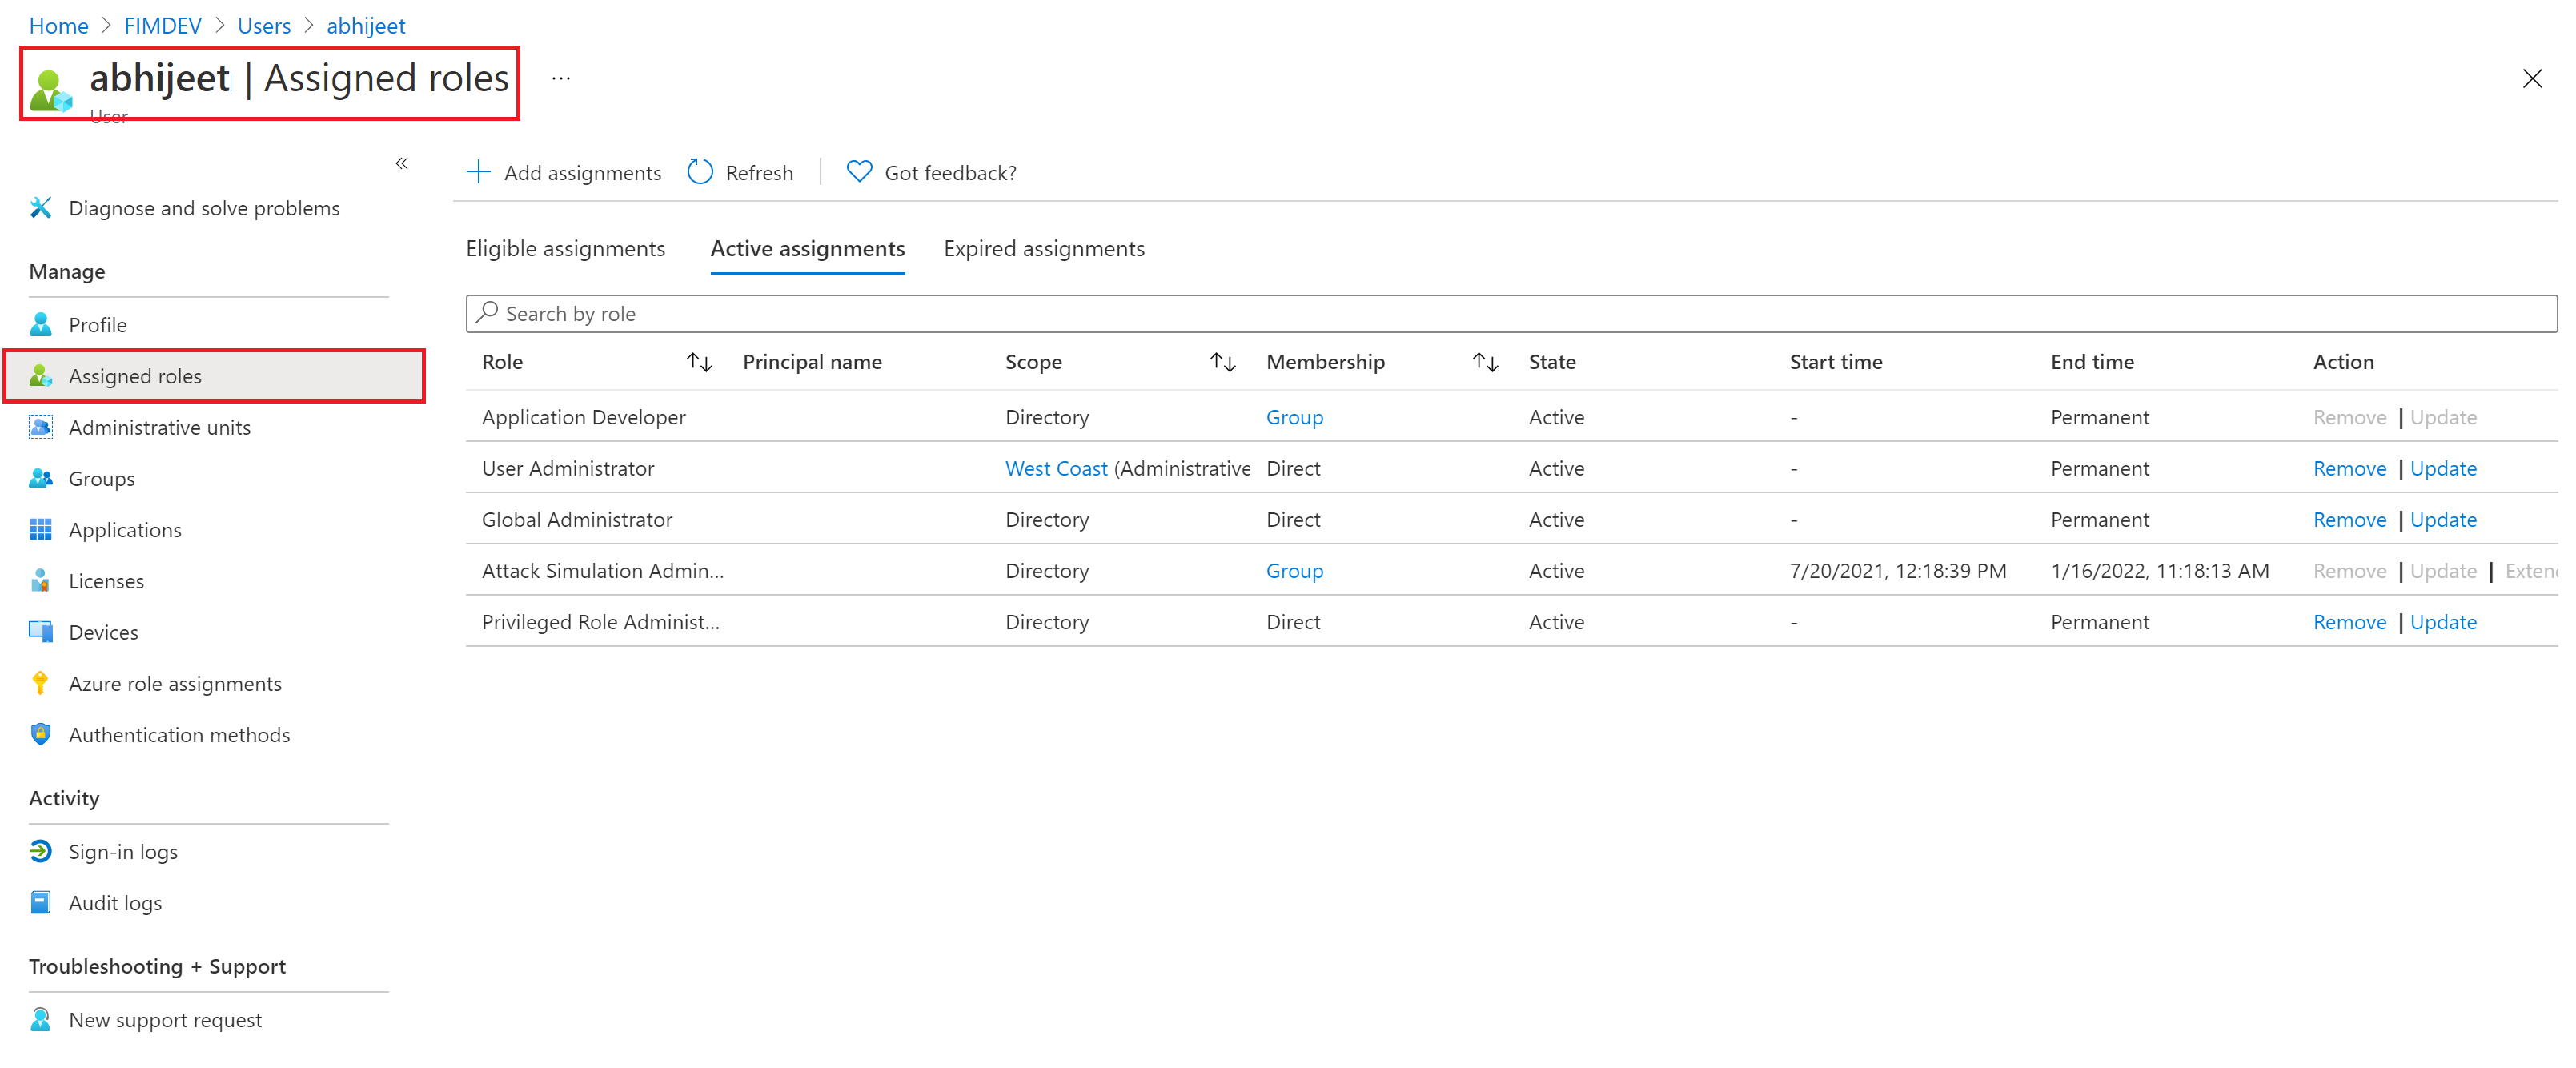 Home > FIMDEV > Users > abhijeet
abhijeet | Assigned roles ...
User
«
Diagnose and solve problems
Manage
Profile
Assigned roles
Administrative units
Groups
Applications
Licenses
Devices
Azure role assignments
Authentication methods
Activity
Sign-in logs
Audit logs
Troubleshooting + Support
New support request
Add assignments Refresh | Got feedback?
Eligible assignments Active assignments Expired assignments
Search by role
Role Principal name Scope Membership State Start time End time Action
Application Developer Directory Group Active - Permanent Remove | Update
User Administrator West Coast (Administrative Direct Active - Permanent Remove | Update
Global Administrator Directory Direct Active - Permanent Remove | Update
Attack Simulation Admin... Directory Group Active 7/20/2021, 12:18:39 PM 1/16/2022, 11:18:13 AM Remove | Update | Exten
Privileged Role Administ... Directory Direct Active - Permanent Remove | Update